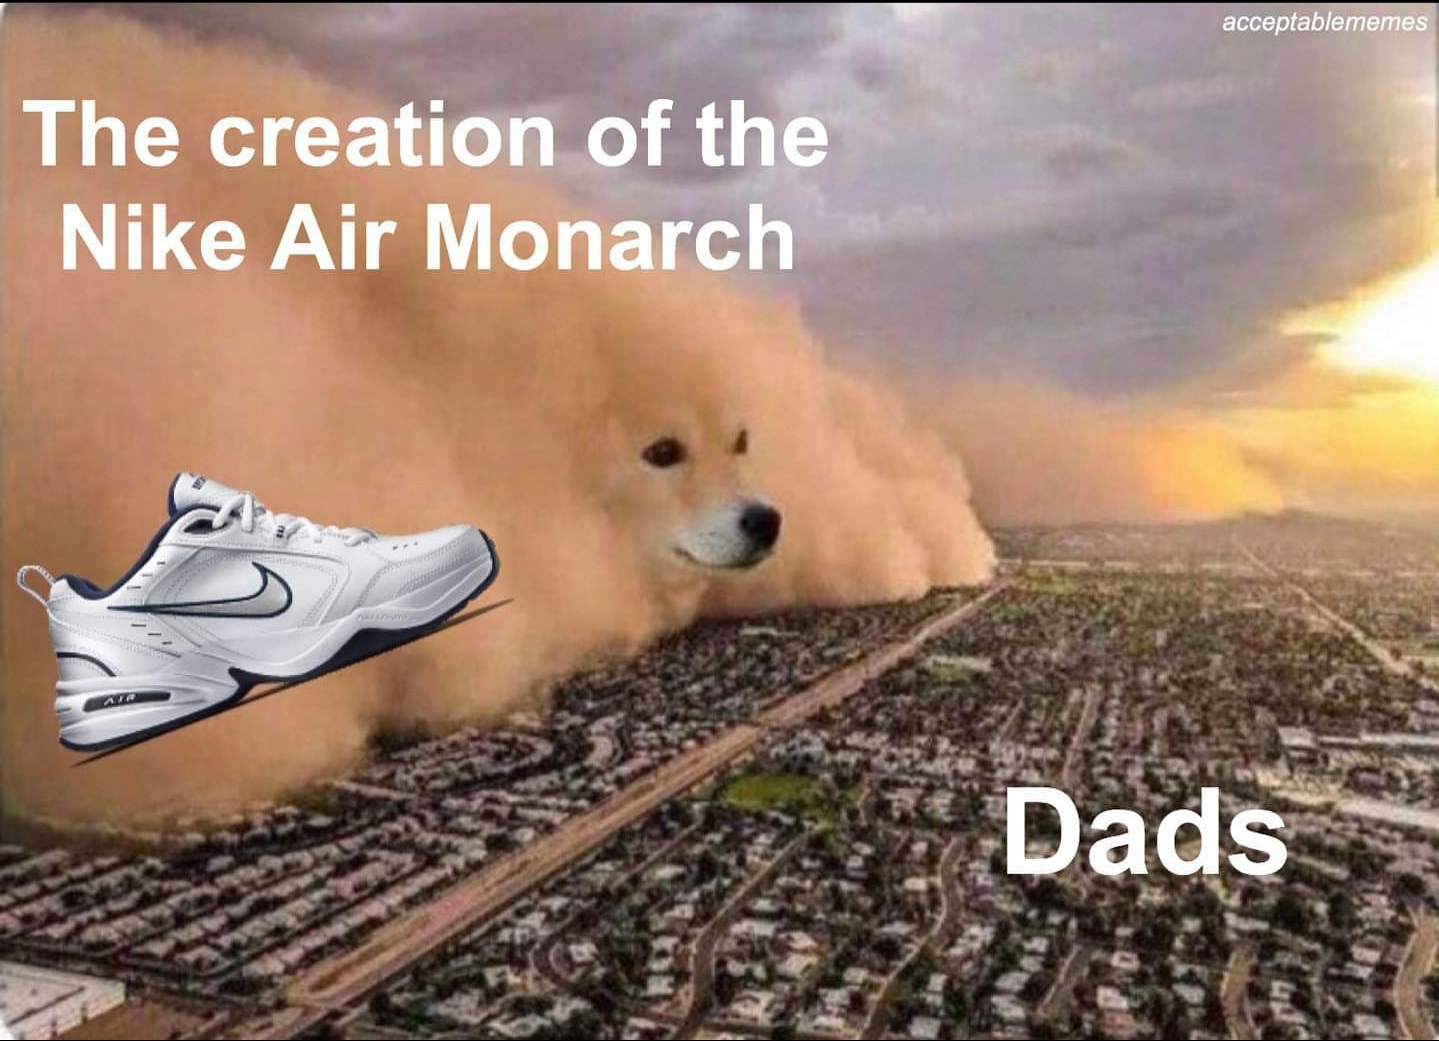 acceptablememes
The creation of the
Nike Air Monarch
AIR
Dads